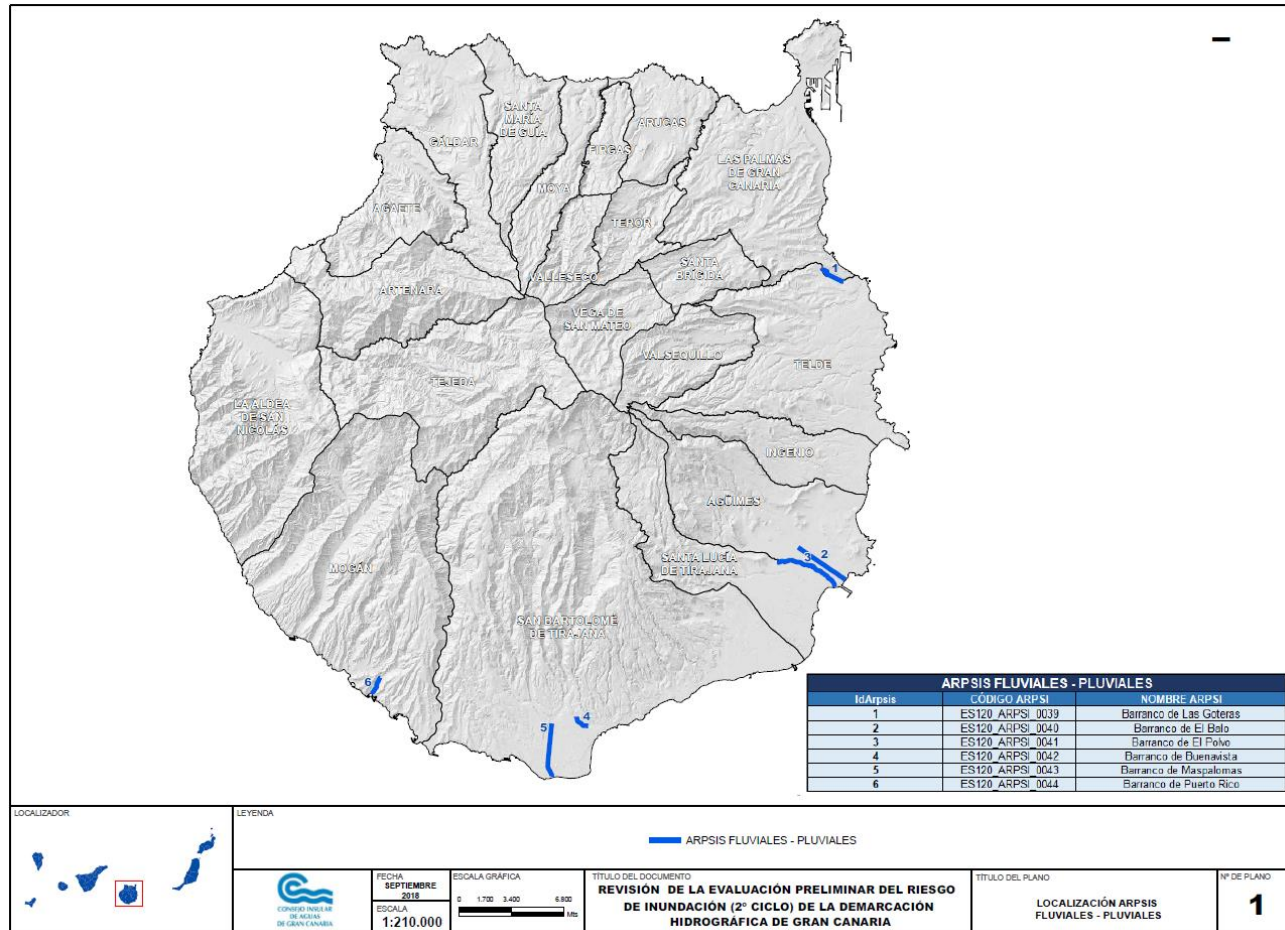 GÁLDAR
SANTA
MARÍA
DE GUÍA
FIRGAS
ARUCAS
LAS PALMAS
DE GRAN
CANARIA
MOYA
AGAETE
TEROR
SANTA
BRÍGIDA
1
VALLESECO
ARTENARA
VEGA DE
SAN MATEO
VALSEQUILLO
TELDE
TEJEDA
LA ALDEA
DE SAN
NICOLÁS
INGENIO
AGÜIMES
2
3
SANTA LUCÍA
DE TIRAJANA
MOGÁN
SAN BARTOLOMÉ
DE TIRAJANA
6
5
4
ARPSIS FLUVIALES - PLUVIALES
IdArpsis CÓDIGO ARPSI NOMBRE ARPSI
1 ES120_ARPSI_0039 Barranco de Las Goteras
2 ES120_ARPSI_0040 Barranco de El Balo
3 ES120_ARPSI_0041 Barranco de El Polvo
4 ES120_ARPSI_0042 Barranco de Buenavista
5 ES120_ARPSI_0043 Barranco de Maspalomas
6 ES120_ARPSI_0044 Barranco de Puerto Rico
LOCALIZADOR
LEYENDA
ARPSIS FLUVIALES - PLUVIALES
CONSEJO INSULAR
DE AGUAS
DE GRAN CANARIA
FECHA
SEPTIEMBRE
2018
ESCALA
1:210.000
ESCALA GRÁFICA
0 1.700 3.400 6.800
Mts
TÍTULO DEL DOCUMENTO
REVISIÓN DE LA EVALUACIÓN PRELIMINAR DEL RIESGO
DE INUNDACIÓN (2º CICLO) DE LA DEMARCACIÓN
HIDROGRÁFICA DE GRAN CANARIA
TÍTULO DEL PLANO
LOCALIZACIÓN ARPSIS
FLUVIALES - PLUVIALES
Nº DE PLANO
1